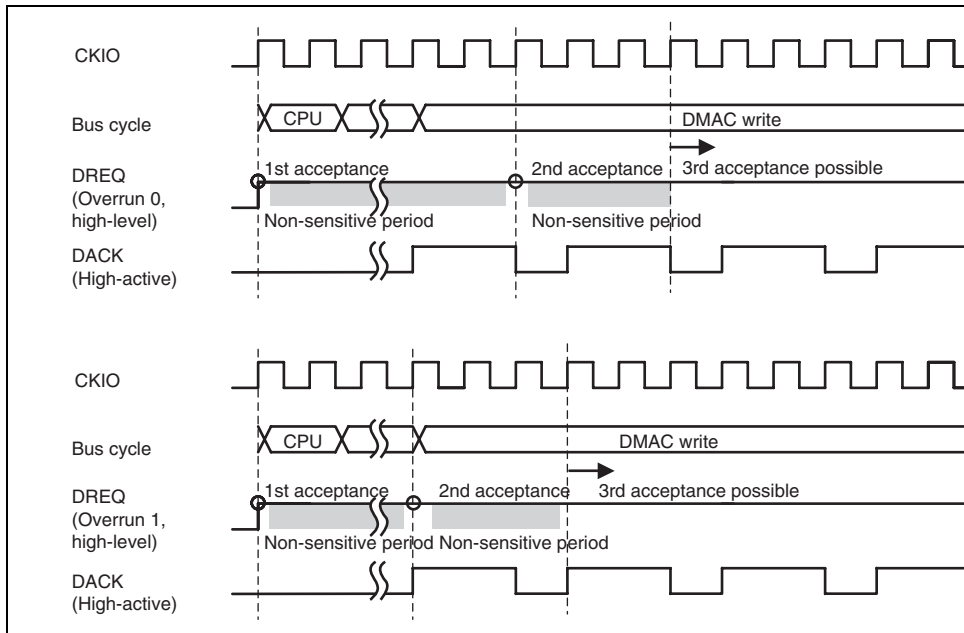 CKIO
Bus cycle
CPU
DMAC write
DREQ
(Overrun 0,
high-level)
1st acceptance
2nd acceptance
3rd acceptance possible
Non-sensitive period
Non-sensitive period
DACK
(High-active)
CKIO
Bus cycle
CPU
DMAC write
DREQ
(Overrun 1,
high-level)
1st acceptance
2nd acceptance
3rd acceptance possible
Non-sensitive period
Non-sensitive period
DACK
(High-active)